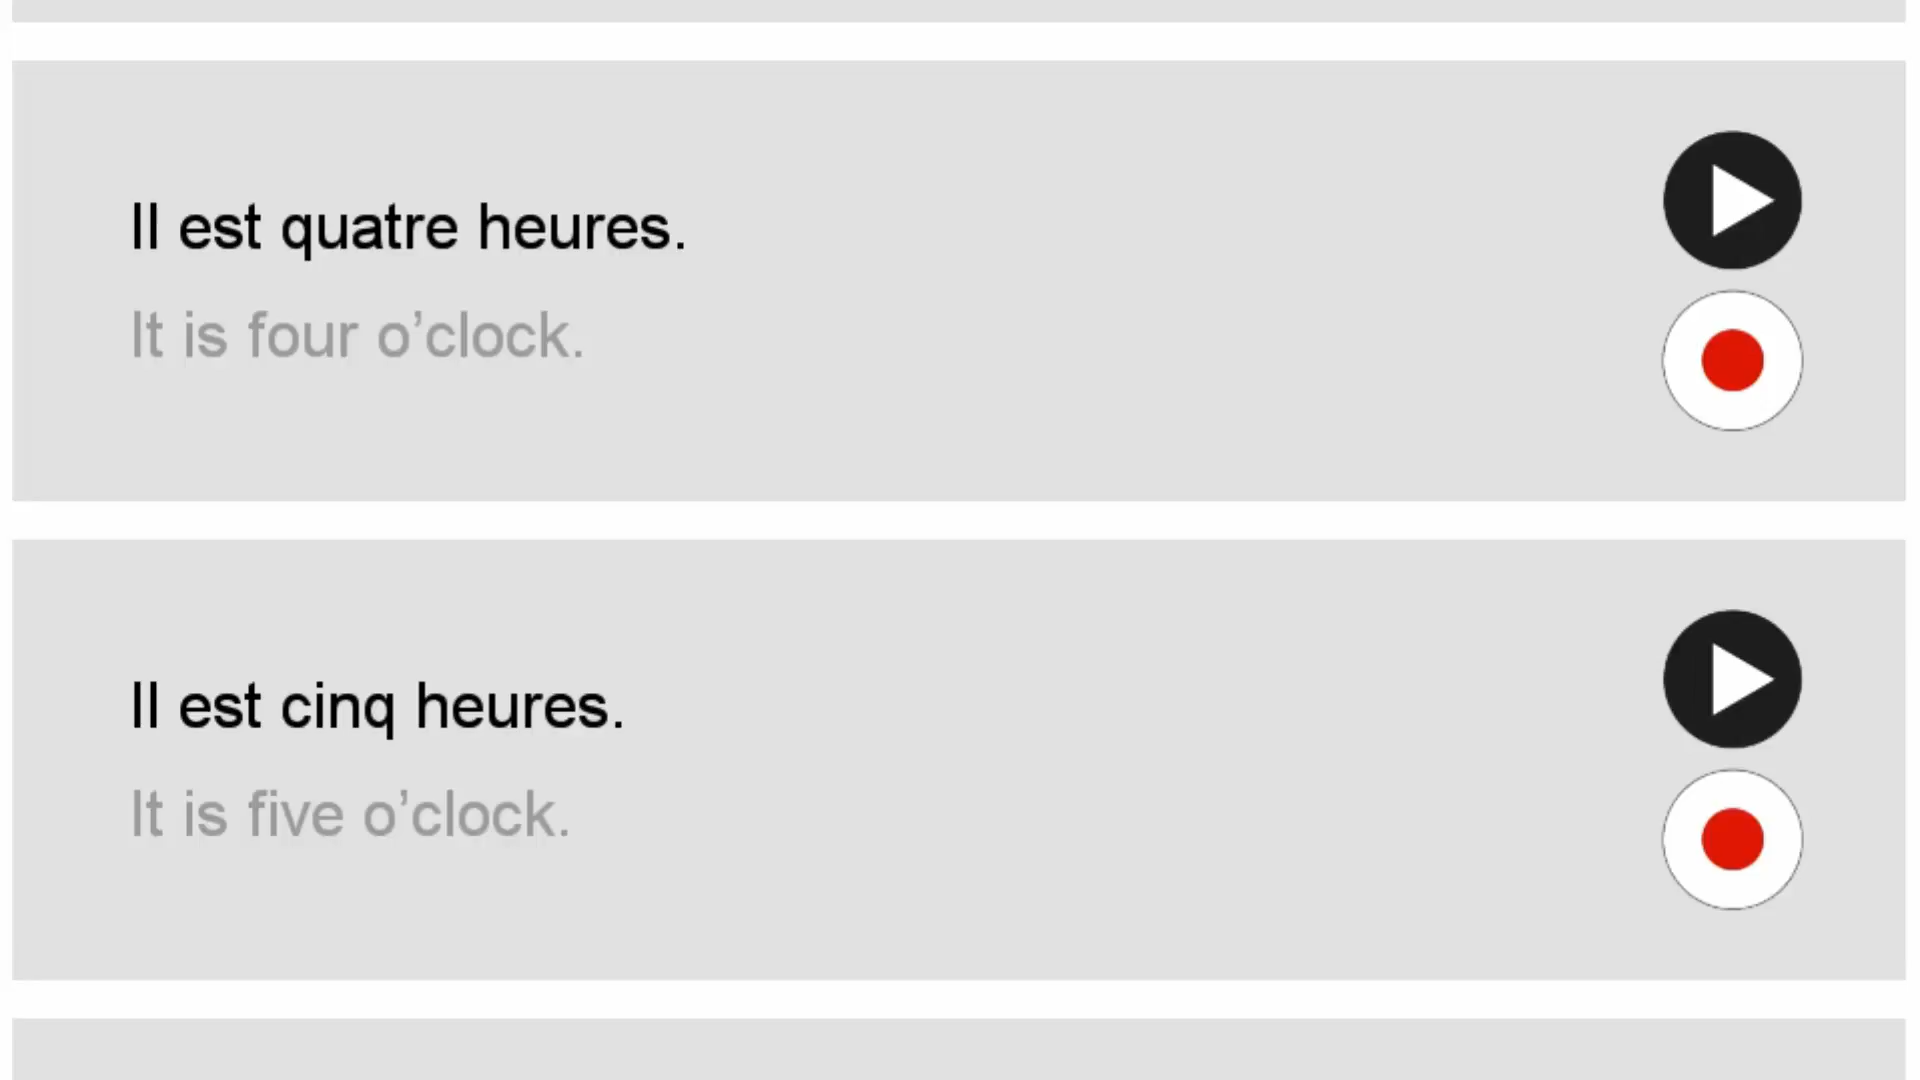 Il est quatre heures.
It is four o’clock.
Il est cinq heures.
It is five o’clock.